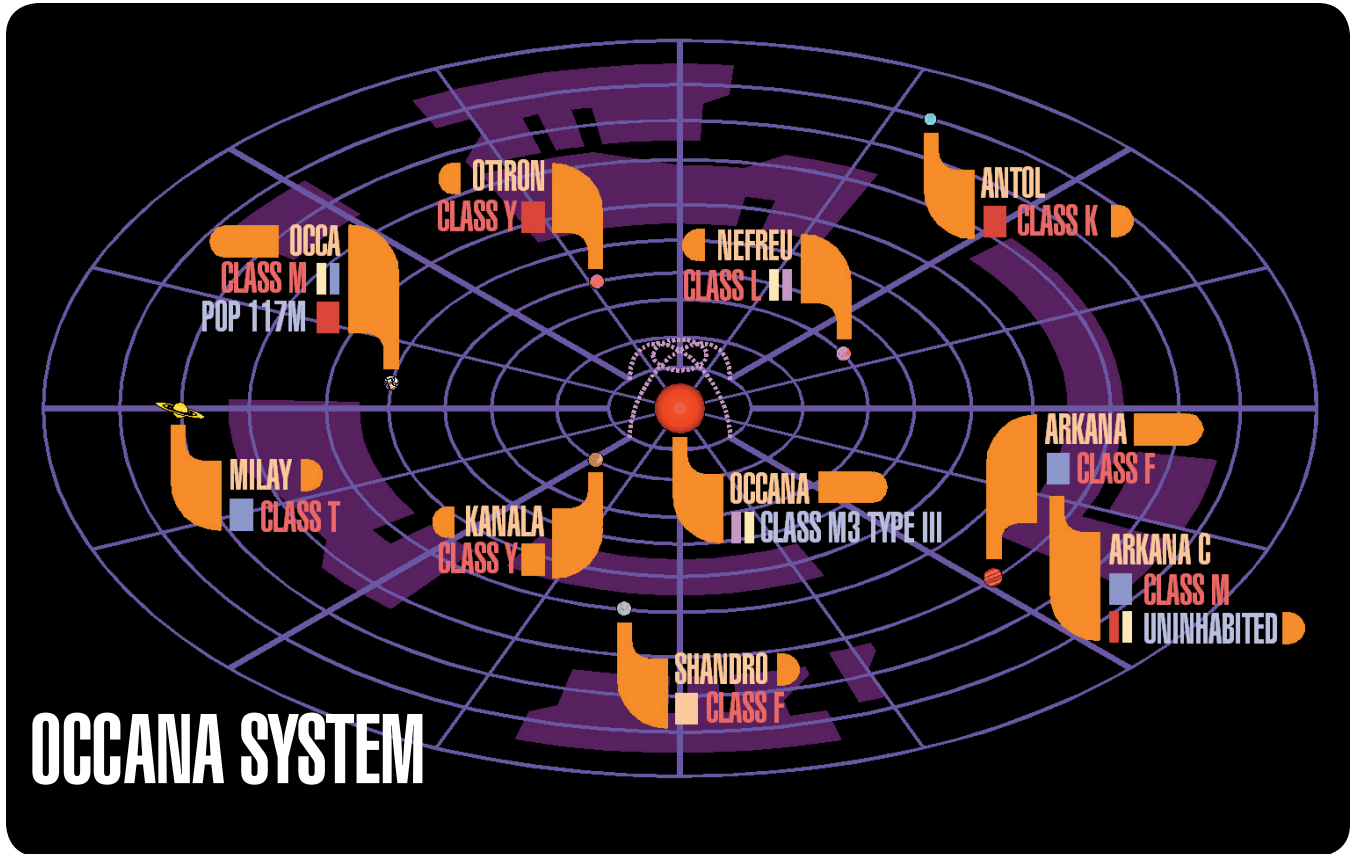 OTIRON
CLASS Y
ANTOL
CLASS K
OCCA
CLASS M
POP 117M
NEFREU
CLASS L
MILAY
CLASS T
KANALA
CLASS Y
OCCANA
CLASS M3 TYPE III
ARKANA
CLASS F
ARKANA C
CLASS M
UNINHABITED
SHANDRO
CLASS F
OCCANA SYSTEM